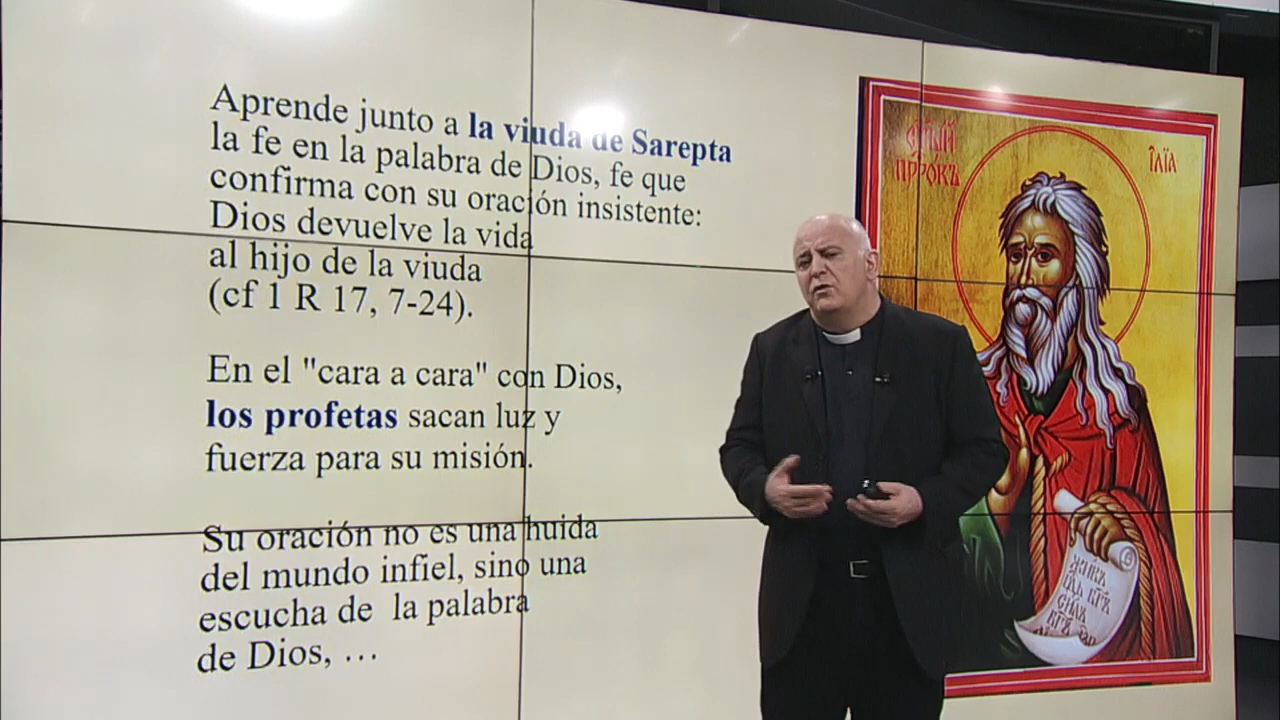 Aprende junto a la viuda de Sarepta
la fe en la palabra de Dios, fe que
confirma con su oración insistente:
Dios devuelve la vida
al hijo de la viuda
(cf 1 R 17, 7-24).
En el "cara a cara" con Dios,
los profetas sacan luz y
fuerza para su misión.
Su oración no es una huida
del mundo infiel, sino una
escucha de la palabra
de Dios, …